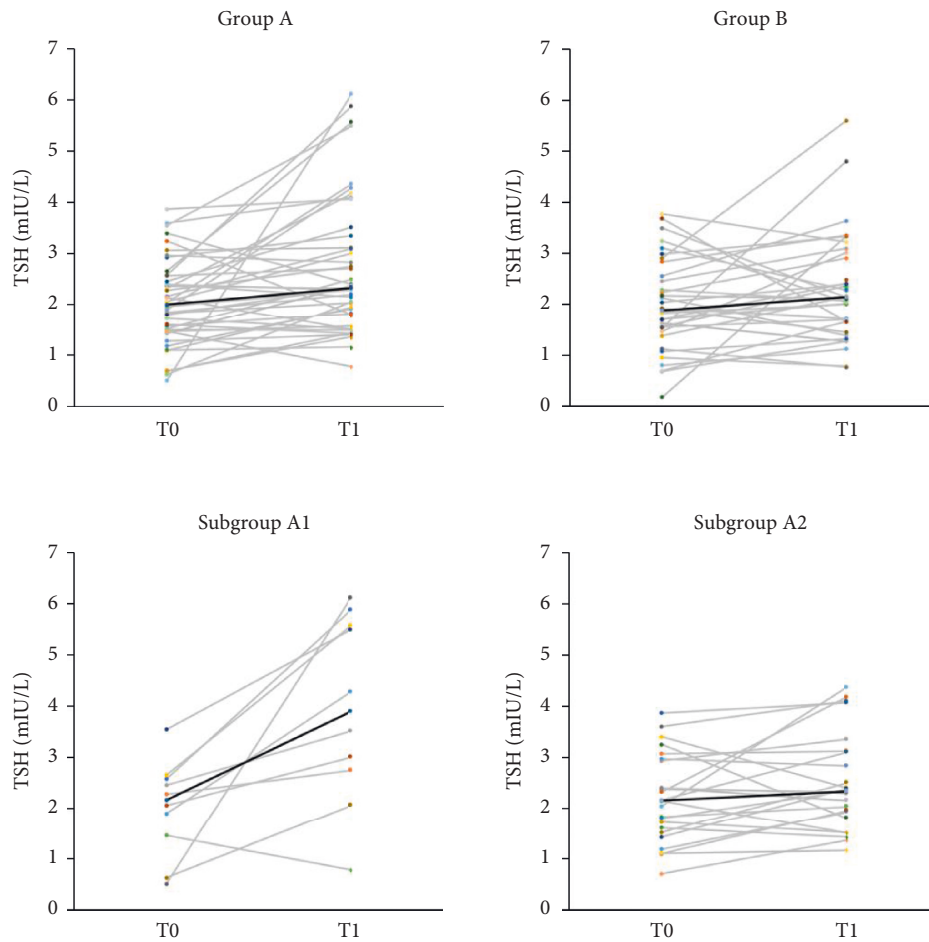 Group A
7
6
5
4
3
2
1
0
TSH (mIU/L)
T0
T1
Group B
7
6
5
4
3
2
1
0
TSH (mIU/L)
T0
T1
Subgroup A1
7
6
5
4
3
2
1
0
TSH (mIU/L)
T0
T1
Subgroup A2
7
6
5
4
3
2
1
0
TSH (mIU/L)
T0
T1